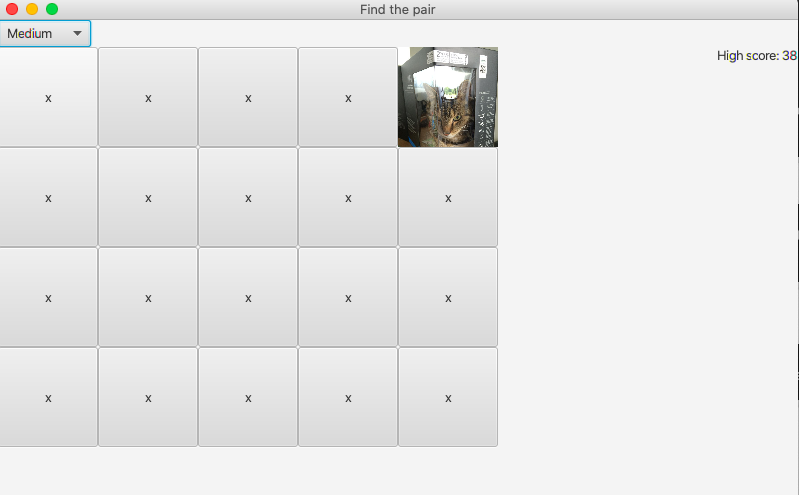 Find the pair
Medium
High score: 38
x x x x
x x x x x
x x x x x
x x x x x